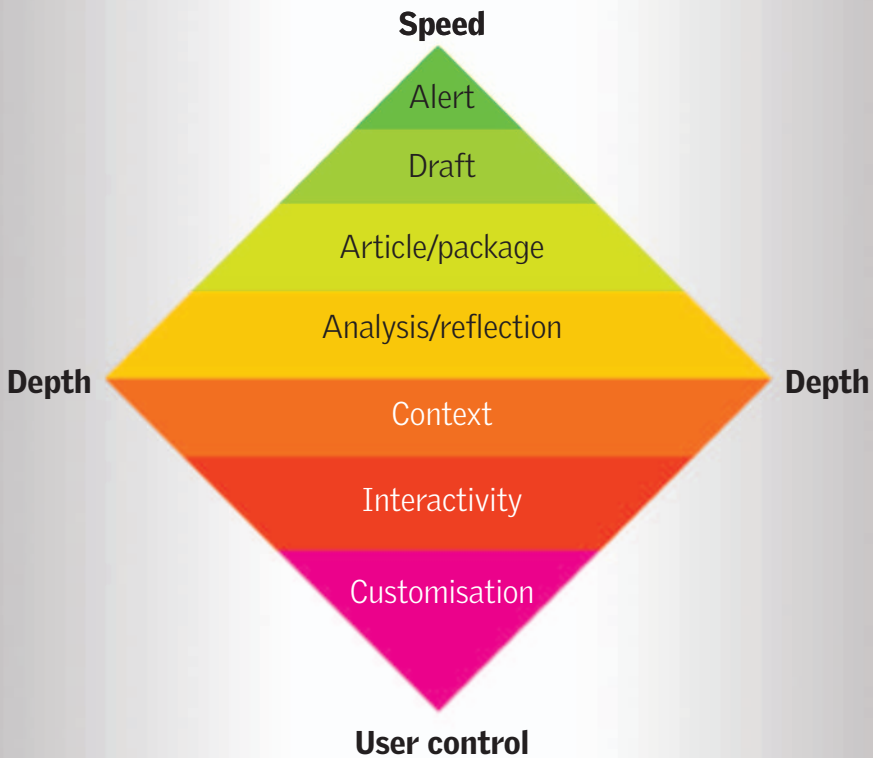 Speed
Alert
Draft
Article/package
Analysis/reflection
Depth
Depth
Context
Interactivity
Customisation
User control